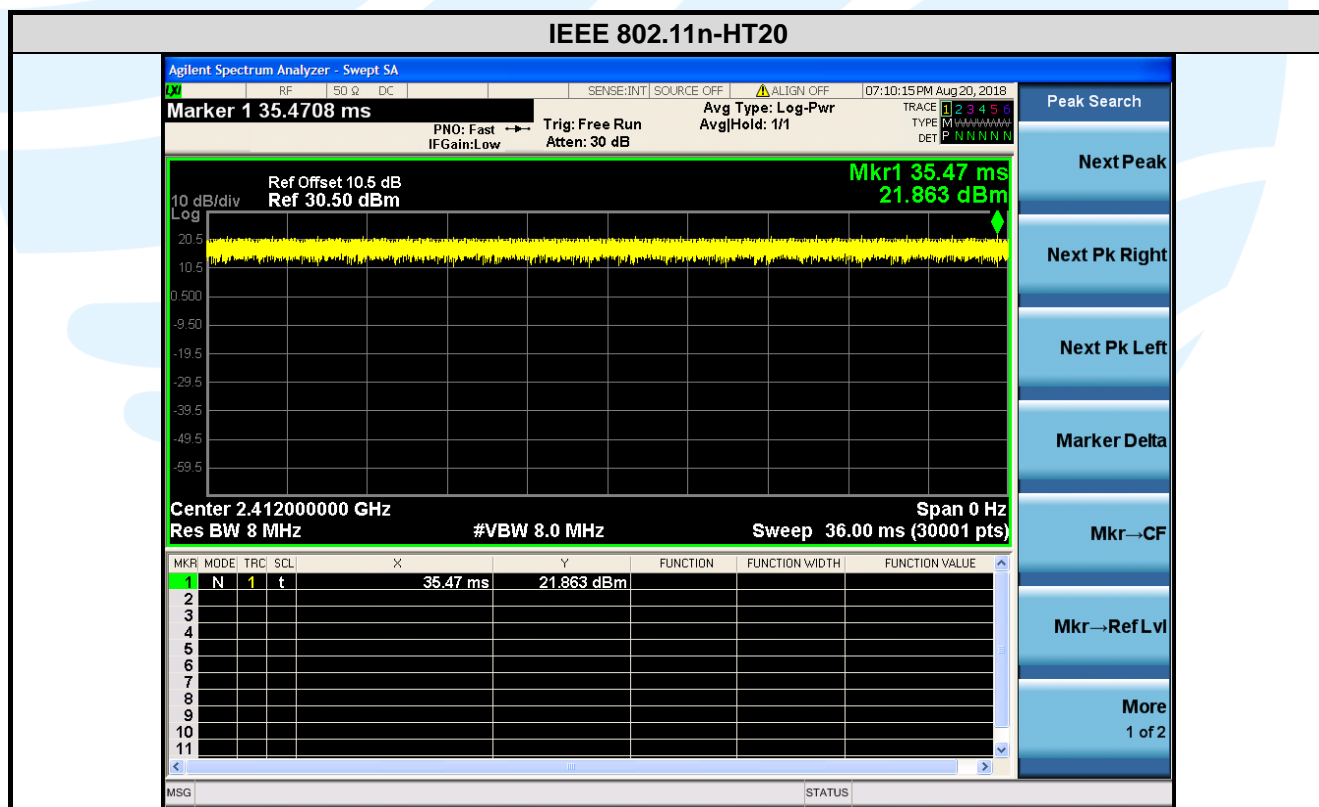 IEEE 802.11n-HT20
Agilent Spectrum Analyzer - Swept SA
LXI RF 50 Ω DC SENSE:INT SOURCE OFF ALIGN OFF 07:10:15 PM Aug 20, 2018
Marker 1 35.4708 ms
PNO: Fast
IFGain:Low
Trig: Free Run
Atten: 30 dB
Avg Type: Log-Pwr
Avg|Hold: 1/1
TRACE 1 2 3 4 5 6
TYPE M WWWWW
DET P N N N N N
Peak Search
Next Peak
Next Pk Right
Next Pk Left
Marker Delta
Mkr→CF
Mkr→Ref Lvl
More
1 of 2
Mkr1 35.47 ms
21.863 dBm
Ref Offset 10.5 dB
10 dB/div Ref 30.50 dBm
Log
20.5
10.5
0.500
-9.50
-19.5
-29.5
-39.5
-49.5
-59.5
Center 2.412000000 GHz Span 0 Hz
Res BW 8 MHz #VBW 8.0 MHz Sweep 36.00 ms (30001 pts)
MKR MODE TRC SCL X Y FUNCTION FUNCTION WIDTH FUNCTION VALUE
1 N 1 t 35.47 ms 21.863 dBm
2
3
4
5
6
7
8
9
10
11
MSG STATUS